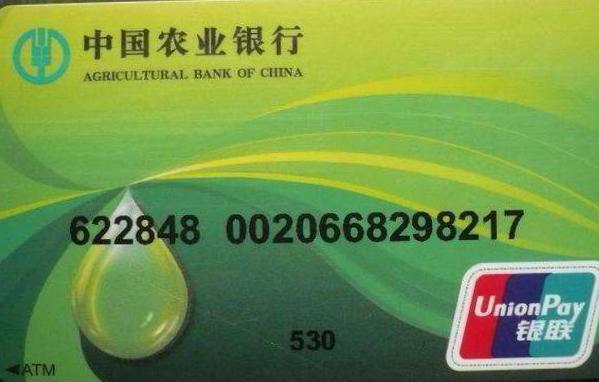 中国农业银行
AGRICULTURAL BANK OF CHINA
622848 0020668298217
UnionPay
银联
530
◄ATM